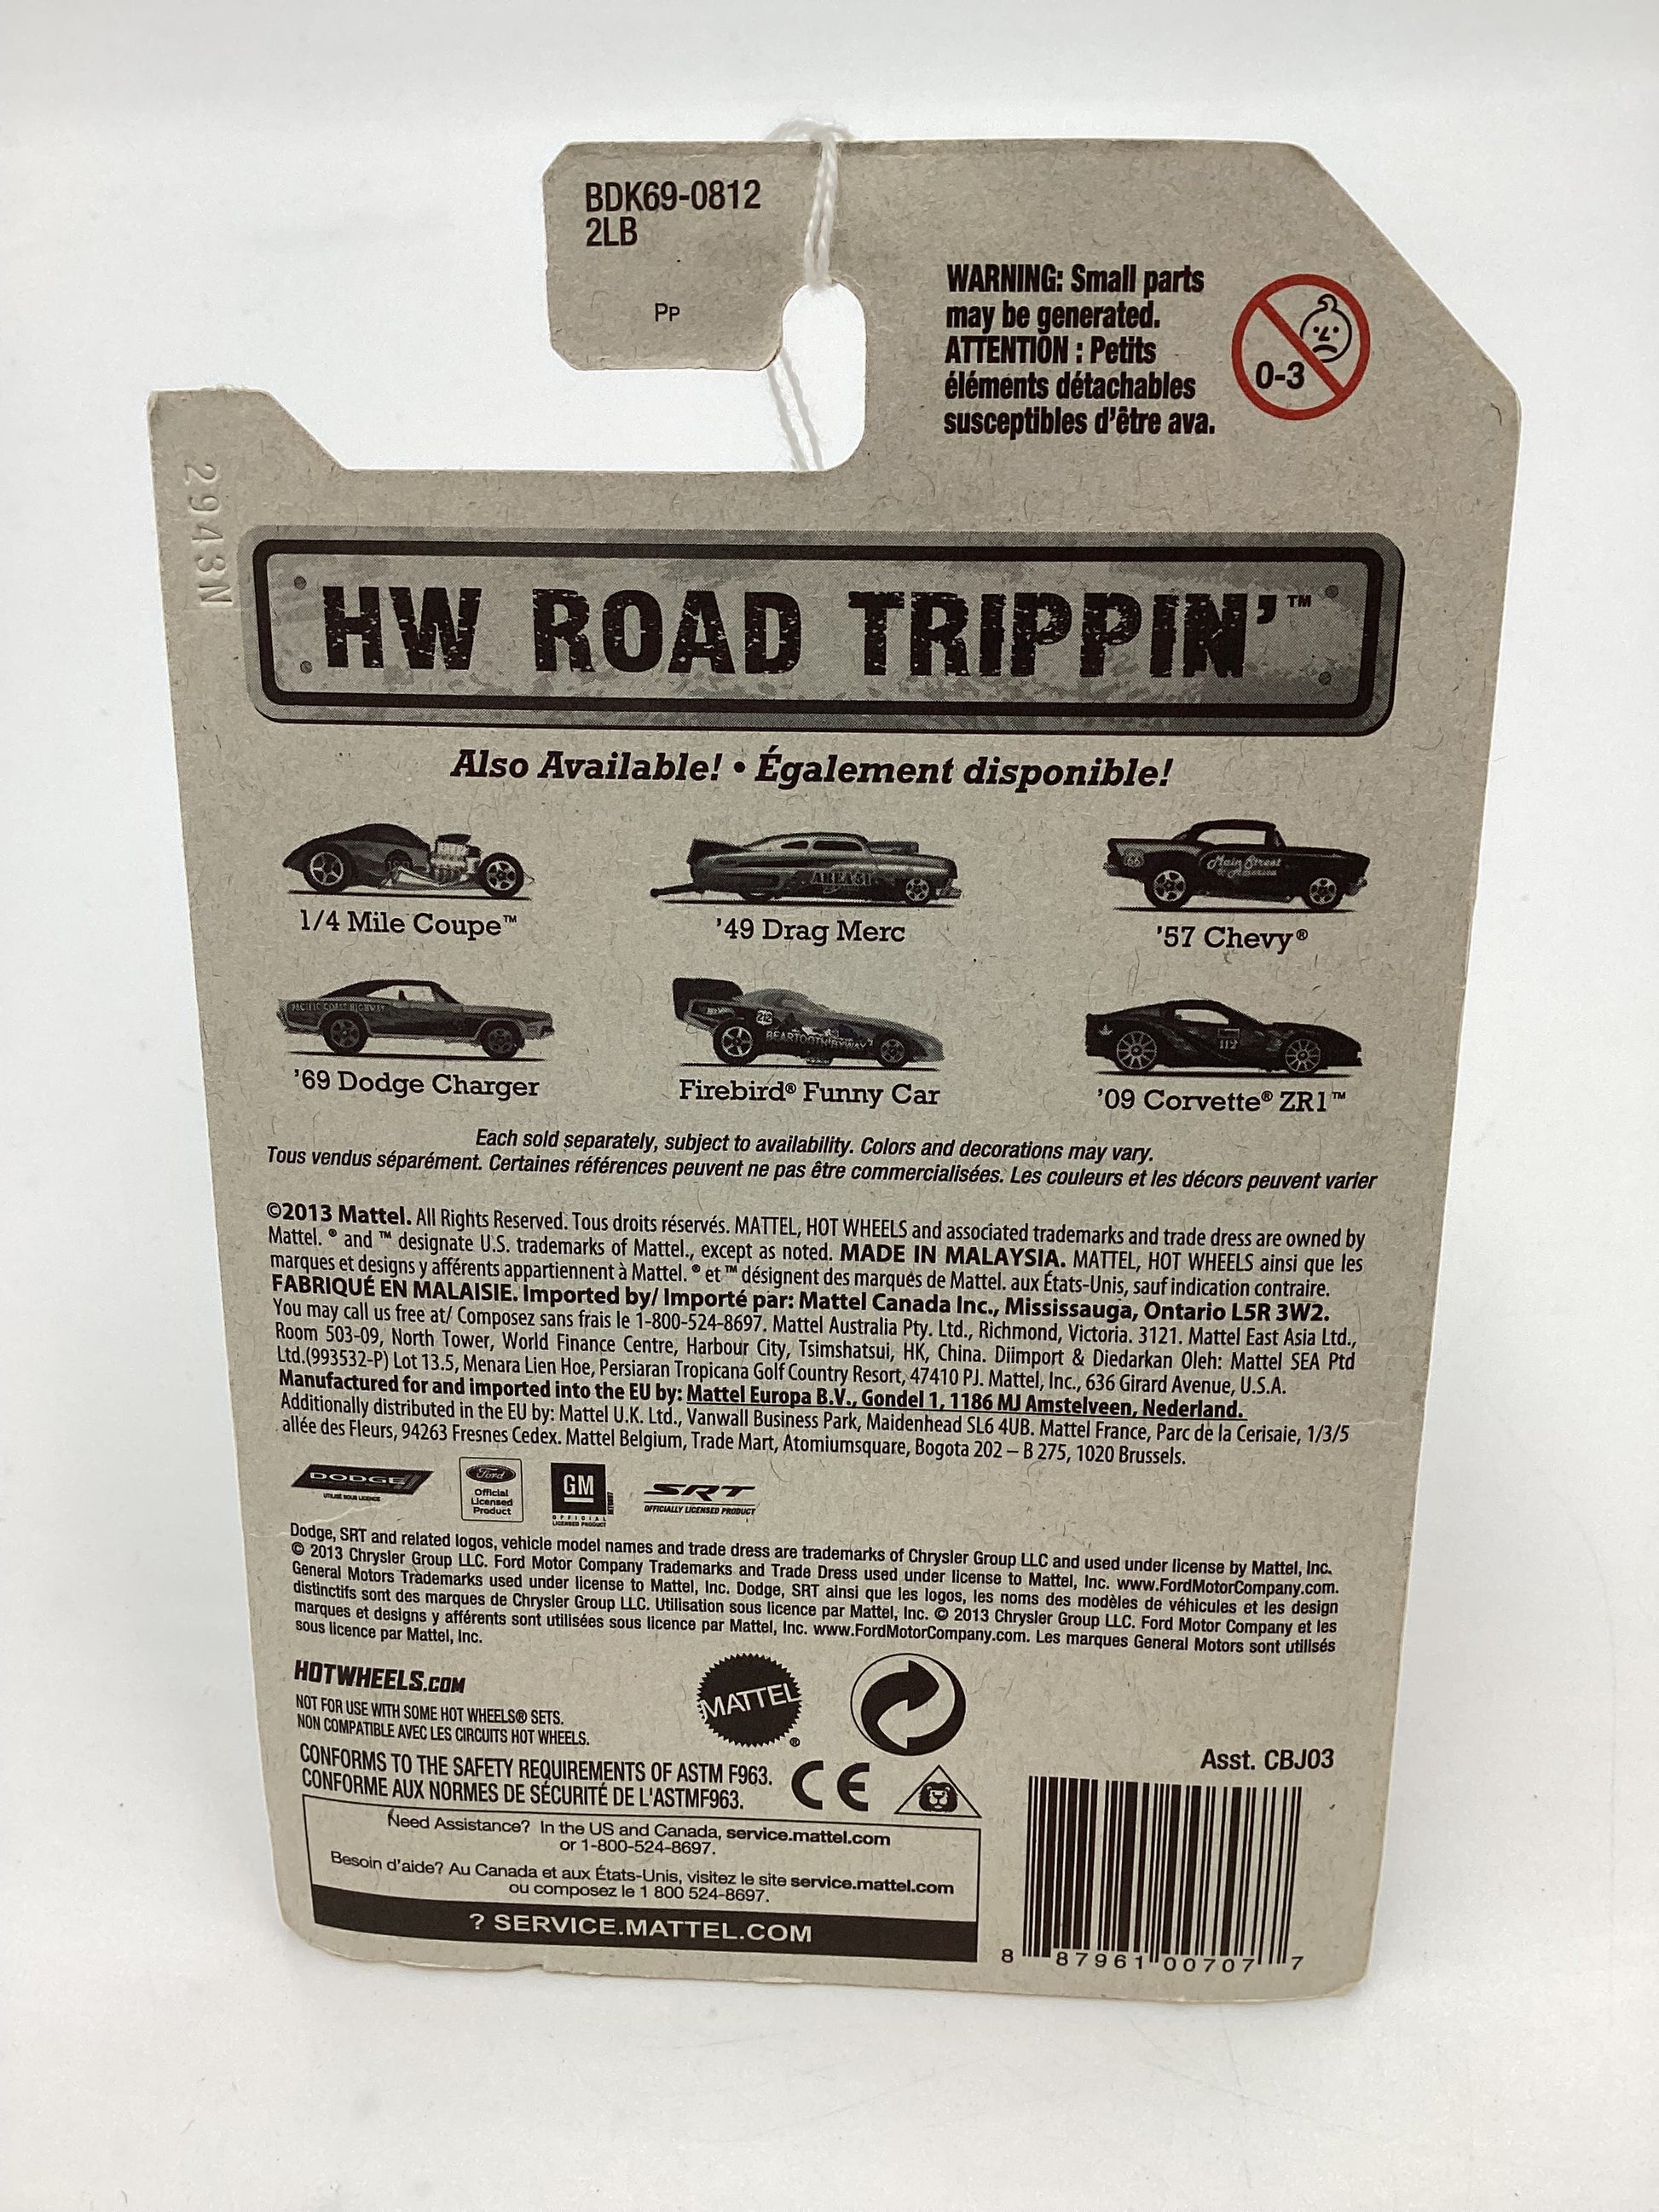 BDK69-0812
2LB
Pp
WARNING: Small parts
may be generated.
ATTENTION : Petits
éléments détachables
susceptibles d'être ava.
0-3
2943N
HW ROAD TRIPPIN'™
Also Available! • Également disponible!
AREA 51
66 Main Street of America
1/4 Mile Coupe™
'49 Drag Merc
'57 Chevy®
PACIFIC COAST HIGHWAY
212 BEARTOOTH BYWAY
112
'69 Dodge Charger
Firebird® Funny Car
'09 Corvette® ZR1™
Each sold separately, subject to availability. Colors and decorations may vary.
Tous vendus séparément. Certaines références peuvent ne pas être commercialisées. Les couleurs et les décors peuvent varier
©2013 Mattel. All Rights Reserved. Tous droits réservés. MATTEL, HOT WHEELS and associated trademarks and trade dress are owned by
Mattel. ® and ™ designate U.S. trademarks of Mattel., except as noted. MADE IN MALAYSIA. MATTEL, HOT WHEELS ainsi que les
marques et designs y afférents appartiennent à Mattel. ® et ™ désignent des marques de Mattel. aux États-Unis, sauf indication contraire.
FABRIQUÉ EN MALAISIE. Imported by/ Importé par: Mattel Canada Inc., Mississauga, Ontario L5R 3W2.
You may call us free at/ Composez sans frais le 1-800-524-8697. Mattel Australia Pty. Ltd., Richmond, Victoria. 3121. Mattel East Asia Ltd.,
Room 503-09, North Tower, World Finance Centre, Harbour City, Tsimshatsui, HK, China. Diimport & Diedarkan Oleh: Mattel SEA Ptd
Ltd.(993532-P) Lot 13.5, Menara Lien Hoe, Persiaran Tropicana Golf Country Resort, 47410 PJ. Mattel, Inc., 636 Girard Avenue, U.S.A.
Manufactured for and imported into the EU by: Mattel Europa B.V., Gondel 1, 1186 MJ Amstelveen, Nederland.
Additionally distributed in the EU by: Mattel U.K. Ltd., Vanwall Business Park, Maidenhead SL6 4UB. Mattel France, Parc de la Cerisaie, 1/3/5
allée des Fleurs, 94263 Fresnes Cedex. Mattel Belgium, Trade Mart, Atomiumsquare, Bogota 202 – B 275, 1020 Brussels.
DODGE
UTILISÉ SOUS LICENCE
Ford
Official
Licensed
Product
GM
OFFICIAL
LICENSED PRODUCT
SRT
OFFICIALLY LICENSED PRODUCT
Dodge, SRT and related logos, vehicle model names and trade dress are trademarks of Chrysler Group LLC and used under license by Mattel, Inc.
© 2013 Chrysler Group LLC. Ford Motor Company Trademarks and Trade Dress used under license to Mattel, Inc. www.FordMotorCompany.com.
General Motors Trademarks used under license to Mattel, Inc. Dodge, SRT ainsi que les logos, les noms des modèles de véhicules et les design
distinctifs sont des marques de Chrysler Group LLC. Utilisation sous licence par Mattel, Inc. © 2013 Chrysler Group LLC. Ford Motor Company et les
marques et designs y afférents sont utilisées sous licence par Mattel, Inc. www.FordMotorCompany.com. Les marques General Motors sont utilisés
sous licence par Mattel, Inc.
HOTWHEELS.COM
NOT FOR USE WITH SOME HOT WHEELS® SETS.
NON COMPATIBLE AVEC LES CIRCUITS HOT WHEELS.
MATTEL®
CONFORMS TO THE SAFETY REQUIREMENTS OF ASTM F963.
CONFORME AUX NORMES DE SÉCURITÉ DE L'ASTMF963.
CE
Need Assistance? In the US and Canada, service.mattel.com
or 1-800-524-8697.
Besoin d'aide? Au Canada et aux États-Unis, visitez le site service.mattel.com
ou composez le 1 800 524-8697.
? SERVICE.MATTEL.COM
Asst. CBJ03
8 87961 00707 7